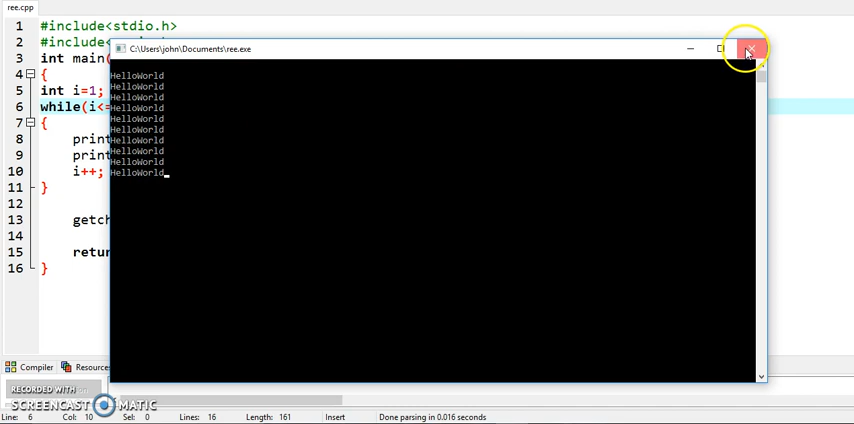 ree.cpp
1 #include<stdio.h>
2 #include<
3 int main(
4 {
5 int i=1;
6 while(i<=
7 {
8 print
9 print
10 i++;
11 }
12
13 getch
14
15 retur
16 }
C:\Users\john\Documents\ree.exe
HelloWorld
HelloWorld
HelloWorld
HelloWorld
HelloWorld
HelloWorld
HelloWorld
HelloWorld
HelloWorld
HelloWorld
Compiler Resource
RECORDED WITH
SCREENCAST MATIC
Line: 6 Col: 10 Sel: 0 Lines: 16 Length: 161 Insert Done parsing in 0.016 seconds